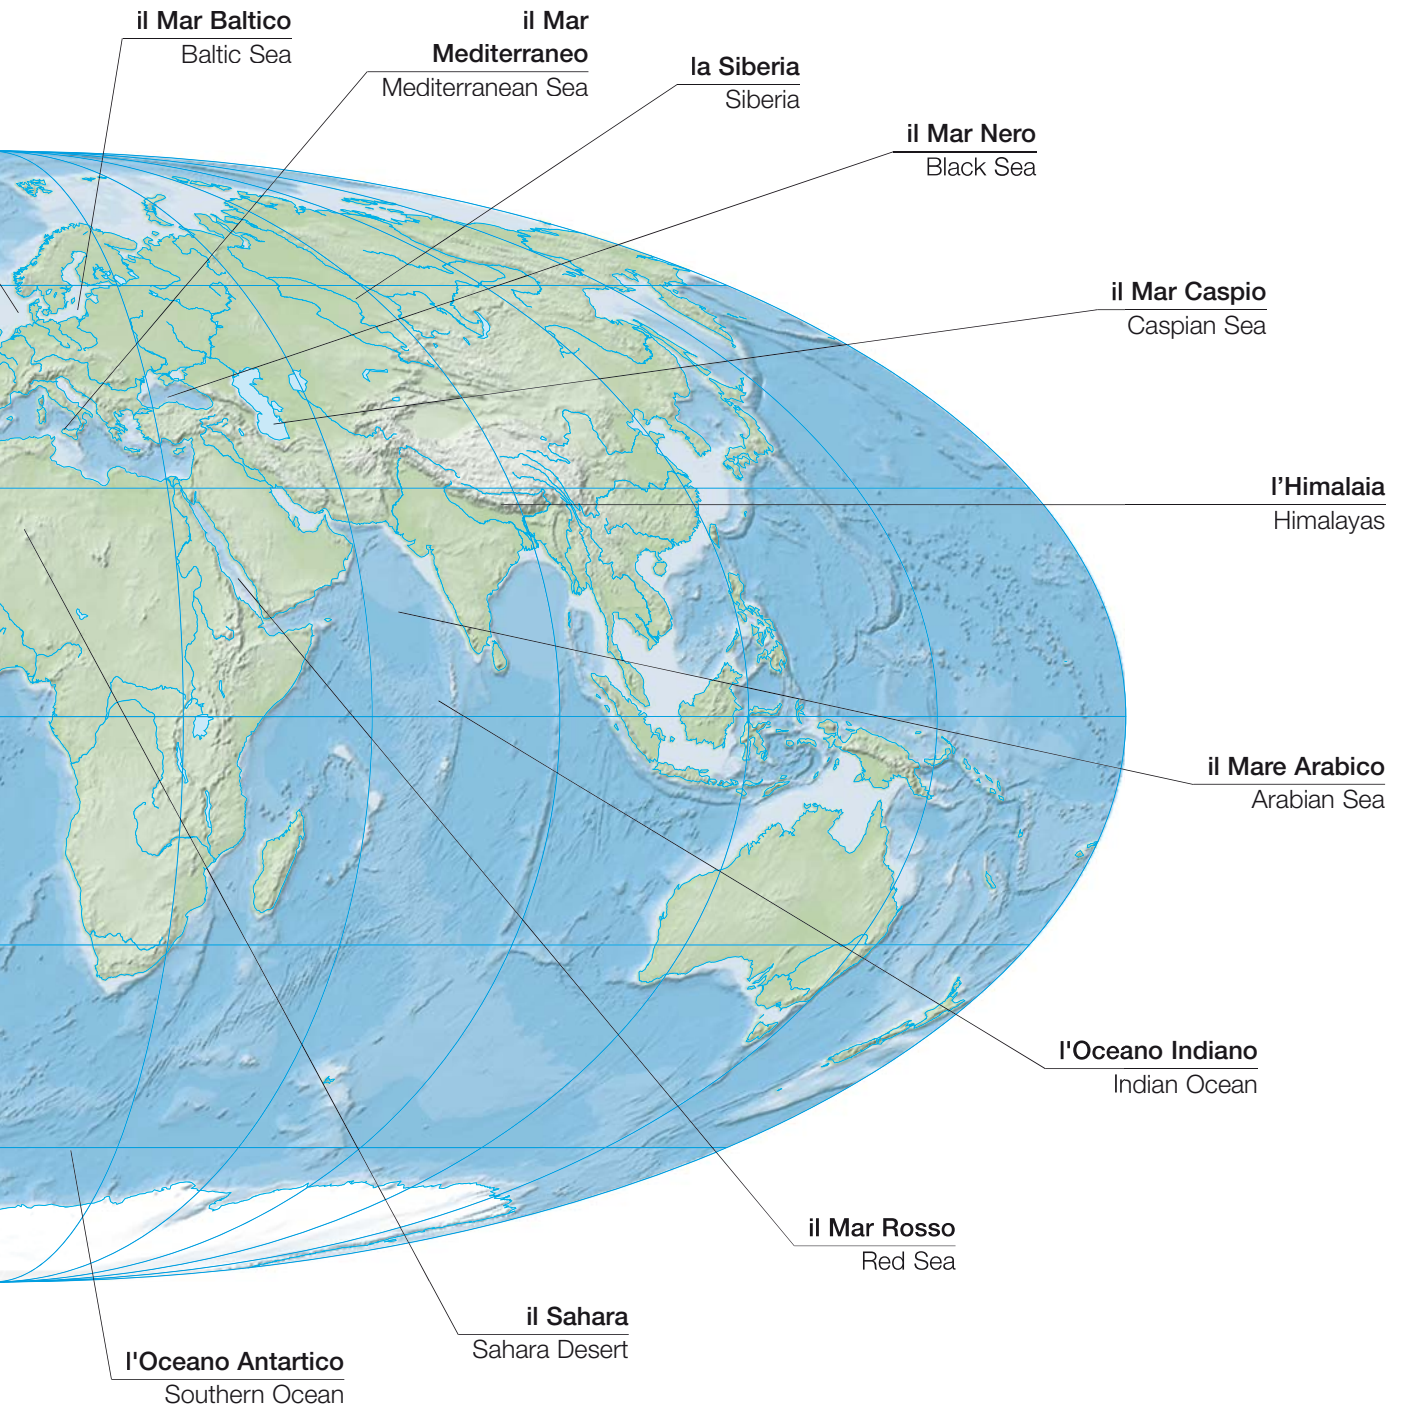 il Mar Baltico
Baltic Sea
il Mar
Mediterraneo
Mediterranean Sea
la Siberia
Siberia
il Mar Nero
Black Sea
il Mar Caspio
Caspian Sea
l’Himalaia
Himalayas
il Mare Arabico
Arabian Sea
l'Oceano Indiano
Indian Ocean
il Mar Rosso
Red Sea
il Sahara
Sahara Desert
l'Oceano Antartico
Southern Ocean